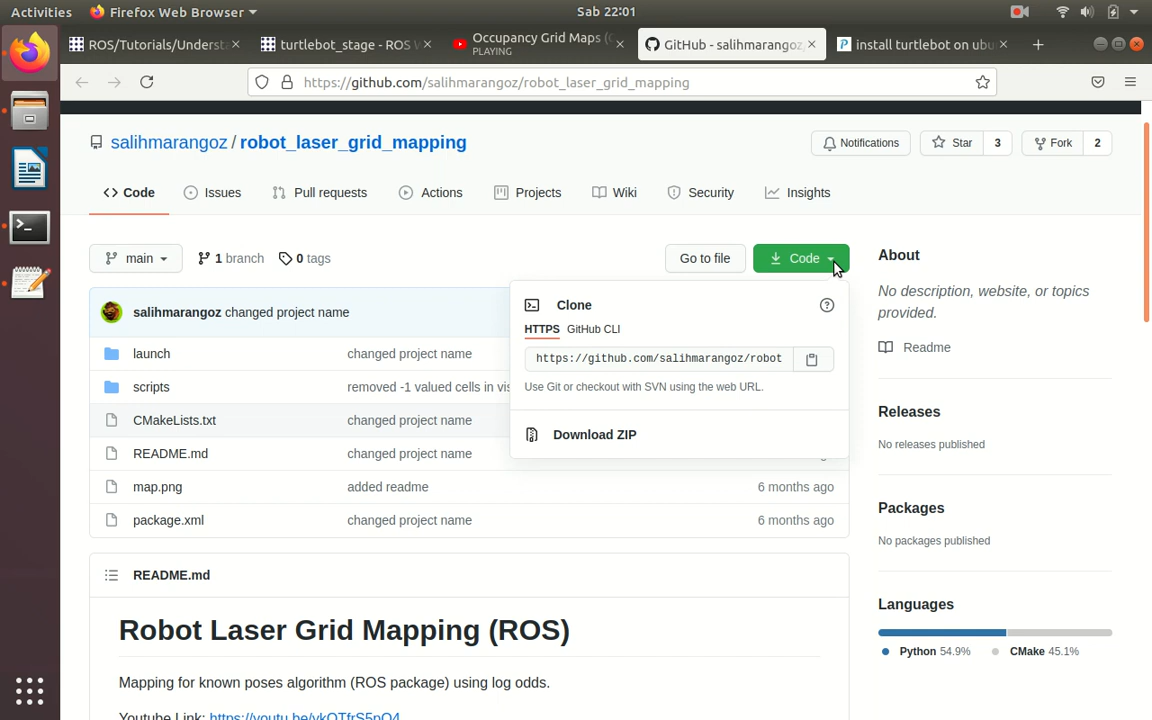 Activities
Firefox Web Browser
Sab 22:01
ROS/Tutorials/Underst
turtlebot_stage - ROS
Occupancy Grid Maps (
PLAYING
GitHub - salihmarangoz
install turtlebot on ubu
https://github.com/salihmarangoz/robot_laser_grid_mapping
salihmarangoz / robot_laser_grid_mapping
Notifications
Star 3
Fork 2
Code
Issues
Pull requests
Actions
Projects
Wiki
Security
Insights
main
1 branch
0 tags
Go to file
Code
salihmarangoz changed project name
launch changed project name
scripts removed -1 valued cells in vis
CMakeLists.txt changed project name
README.md changed project name
map.png added readme 6 months ago
package.xml changed project name 6 months ago
Clone
HTTPS GitHub CLI
https://github.com/salihmarangoz/robot
Use Git or checkout with SVN using the web URL.
Download ZIP
README.md
Robot Laser Grid Mapping (ROS)
Mapping for known poses algorithm (ROS package) using log odds.
Youtube Link: https://youtu.be/vkOTfrS5pO4
About
No description, website, or topics
provided.
Readme
Releases
No releases published
Packages
No packages published
Languages
Python 54.9%
CMake 45.1%